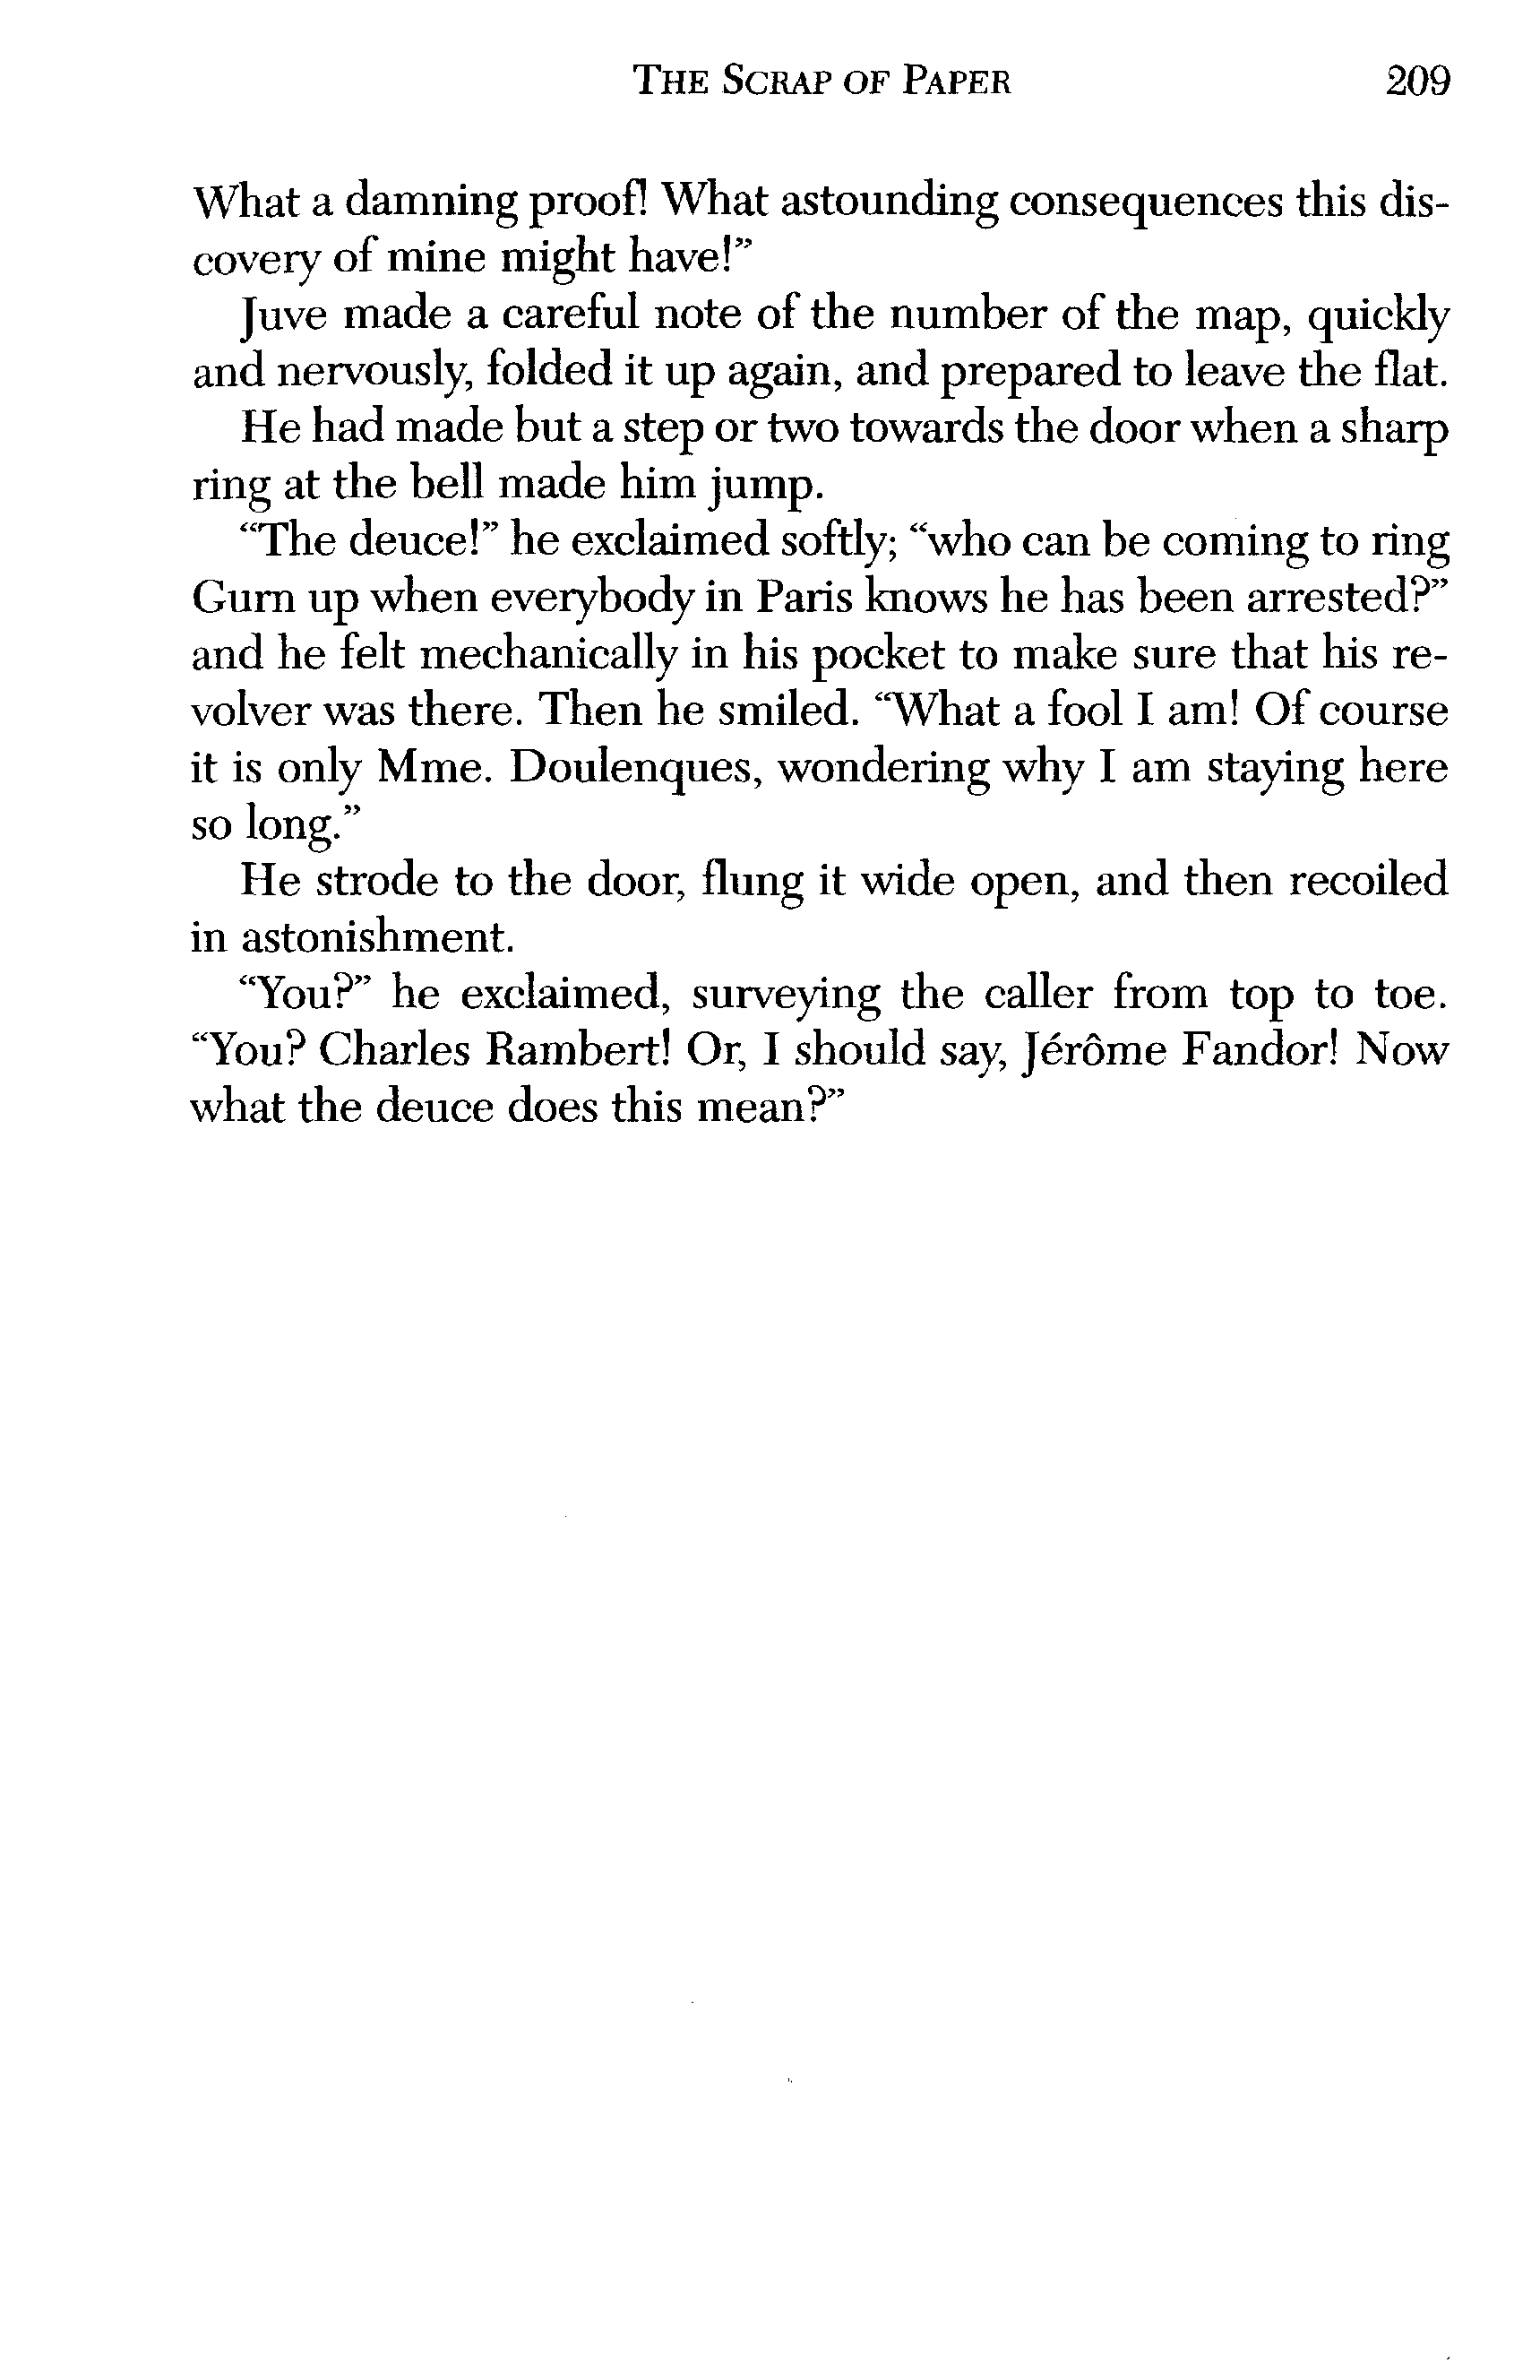 THE SCRAP OF PAPER 209
What a damning proof! What astounding consequences this dis-
covery of mine might have!”
Juve made a careful note of the number of the map, quickly
and nervously, folded it up again, and prepared to leave the flat.
He had made but a step or two towards the door when a sharp
ring at the bell made him jump.
“The deuce!” he exclaimed softly; “who can be coming to ring
Gurn up when everybody in Paris knows he has been arrested?”
and he felt mechanically in his pocket to make sure that his re-
volver was there. Then he smiled. “What a fool I am! Of course
it is only Mme. Doulenques, wondering why I am staying here
so long.”
He strode to the door, flung it wide open, and then recoiled
in astonishment.
“You?” he exclaimed, surveying the caller from top to toe.
“You? Charles Rambert! Or, I should say, Jérôme Fandor! Now
what the deuce does this mean?”